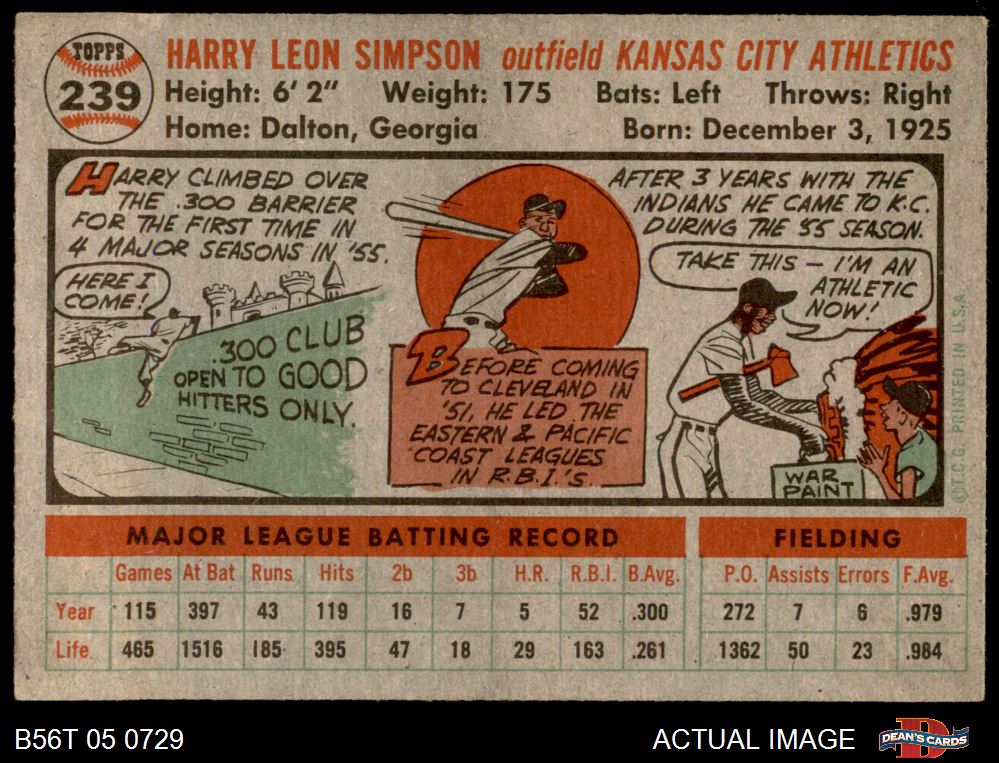 TOPPS
239
HARRY LEON SIMPSON outfield KANSAS CITY ATHLETICS
Height: 6' 2" Weight: 175 Bats: Left Throws: Right
Home: Dalton, Georgia Born: December 3, 1925
HARRY CLIMBED OVER
THE .300 BARRIER
FOR THE FIRST TIME IN
4 MAJOR SEASONS IN '55.
HERE I
COME!
.300 CLUB
OPEN TO GOOD
HITTERS ONLY.
BEFORE COMING
TO CLEVELAND IN
'51, HE LED THE
EASTERN & PACIFIC
COAST LEAGUES
IN R.B.I.'s.
AFTER 3 YEARS WITH THE
INDIANS HE CAME TO K.C.
DURING THE '55 SEASON.
TAKE THIS — I'M AN
ATHLETIC
NOW!
WAR
PAINT
©T.C.G. PRINTED IN U.S.A.
MAJOR LEAGUE BATTING RECORD FIELDING
Games At Bat Runs Hits 2b 3b H.R. R.B.I. B.Avg. P.O. Assists Errors F.Avg.
Year 115 397 43 119 16 7 5 52 .300 272 7 6 .979
Life 465 1516 185 395 47 18 29 163 .261 1362 50 23 .984
B56T 05 0729 ACTUAL IMAGE
D
DEAN'S CARDS